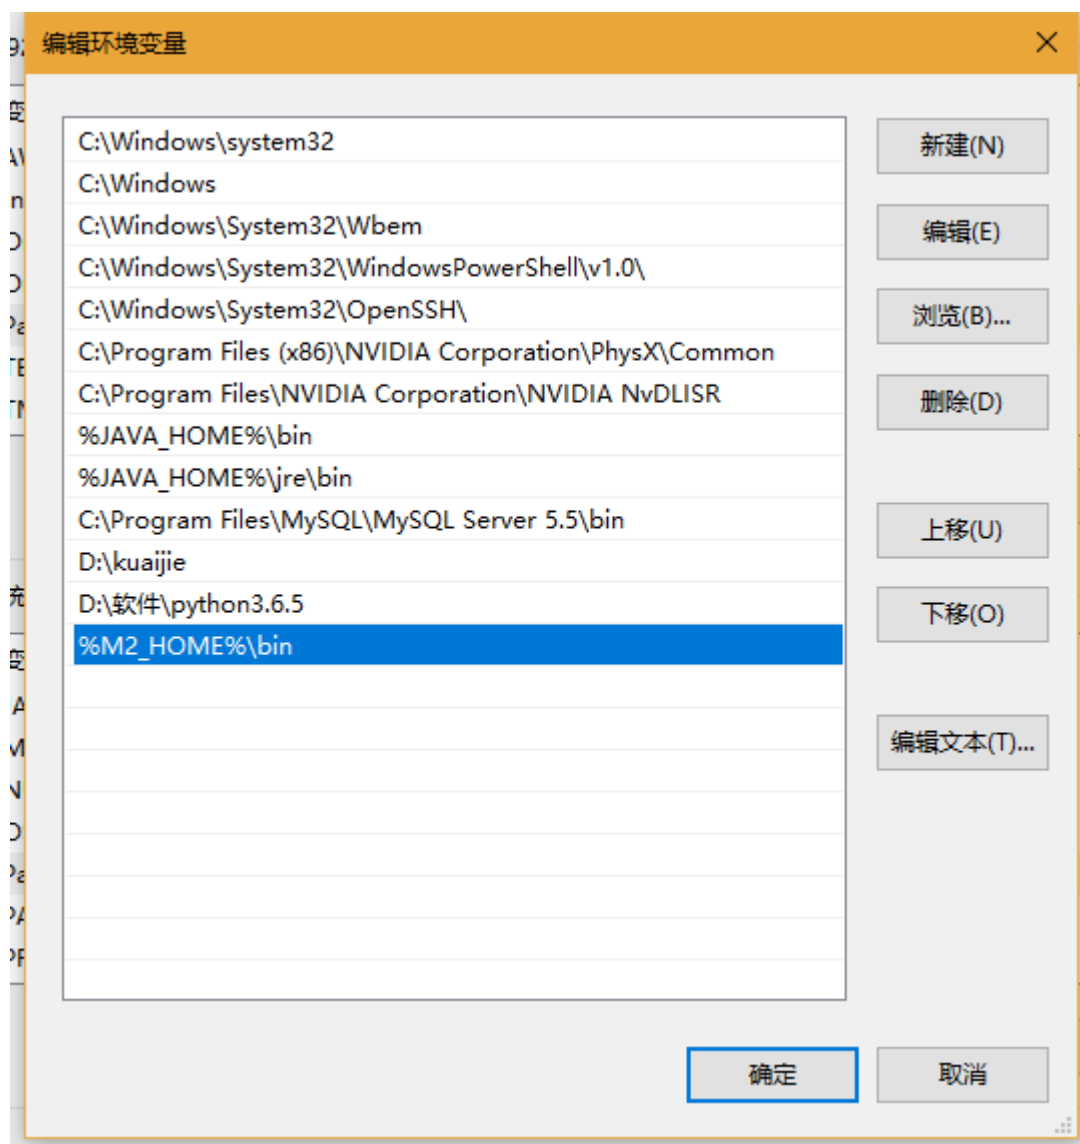 编辑环境变量
C:\Windows\system32
C:\Windows
C:\Windows\System32\Wbem
C:\Windows\System32\WindowsPowerShell\v1.0\
C:\Windows\System32\OpenSSH\
C:\Program Files (x86)\NVIDIA Corporation\PhysX\Common
C:\Program Files\NVIDIA Corporation\NVIDIA NvDLISR
%JAVA_HOME%\bin
%JAVA_HOME%\jre\bin
C:\Program Files\MySQL\MySQL Server 5.5\bin
D:\kuaijie
D:\软件\python3.6.5
%M2_HOME%\bin
新建(N)
编辑(E)
浏览(B)...
删除(D)
上移(U)
下移(O)
编辑文本(T)...
确定
取消